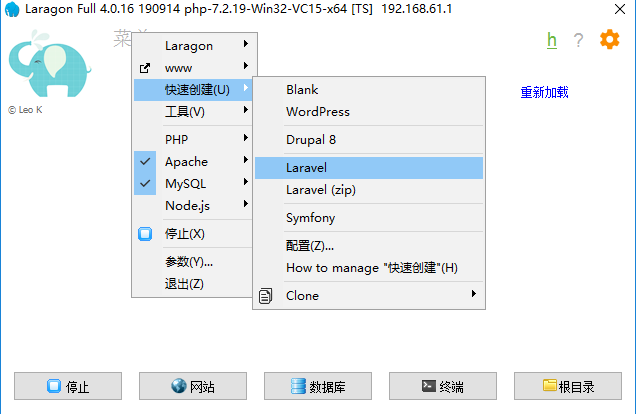 Laragon Full 4.0.16 190914 php-7.2.19-Win32-VC15-x64 [TS] 192.168.61.1
h ?
© Leo K
重新加载
Laragon
www
快速创建(U)
工具(V)
PHP
Apache
MySQL
Node.js
停止(X)
参数(Y)...
退出(Z)
Blank
WordPress
Drupal 8
Laravel
Laravel (zip)
Symfony
配置(Z)...
How to manage "快速创建"(H)
Clone
停止
网站
数据库
终端
根目录